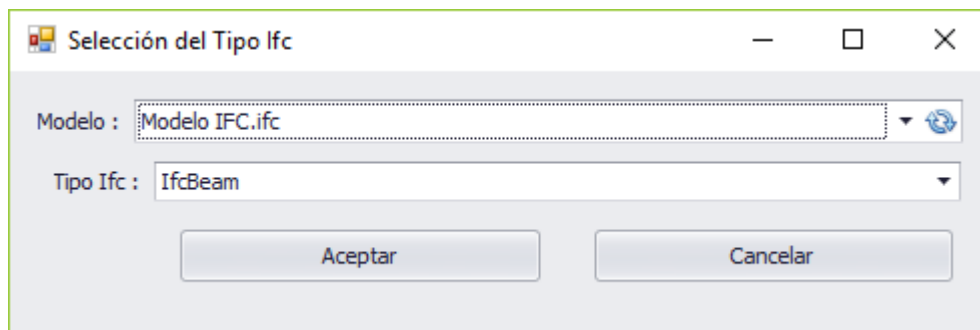 Selección del Tipo Ifc
Modelo : Modelo IFC.ifc
Tipo Ifc : IfcBeam
Aceptar Cancelar